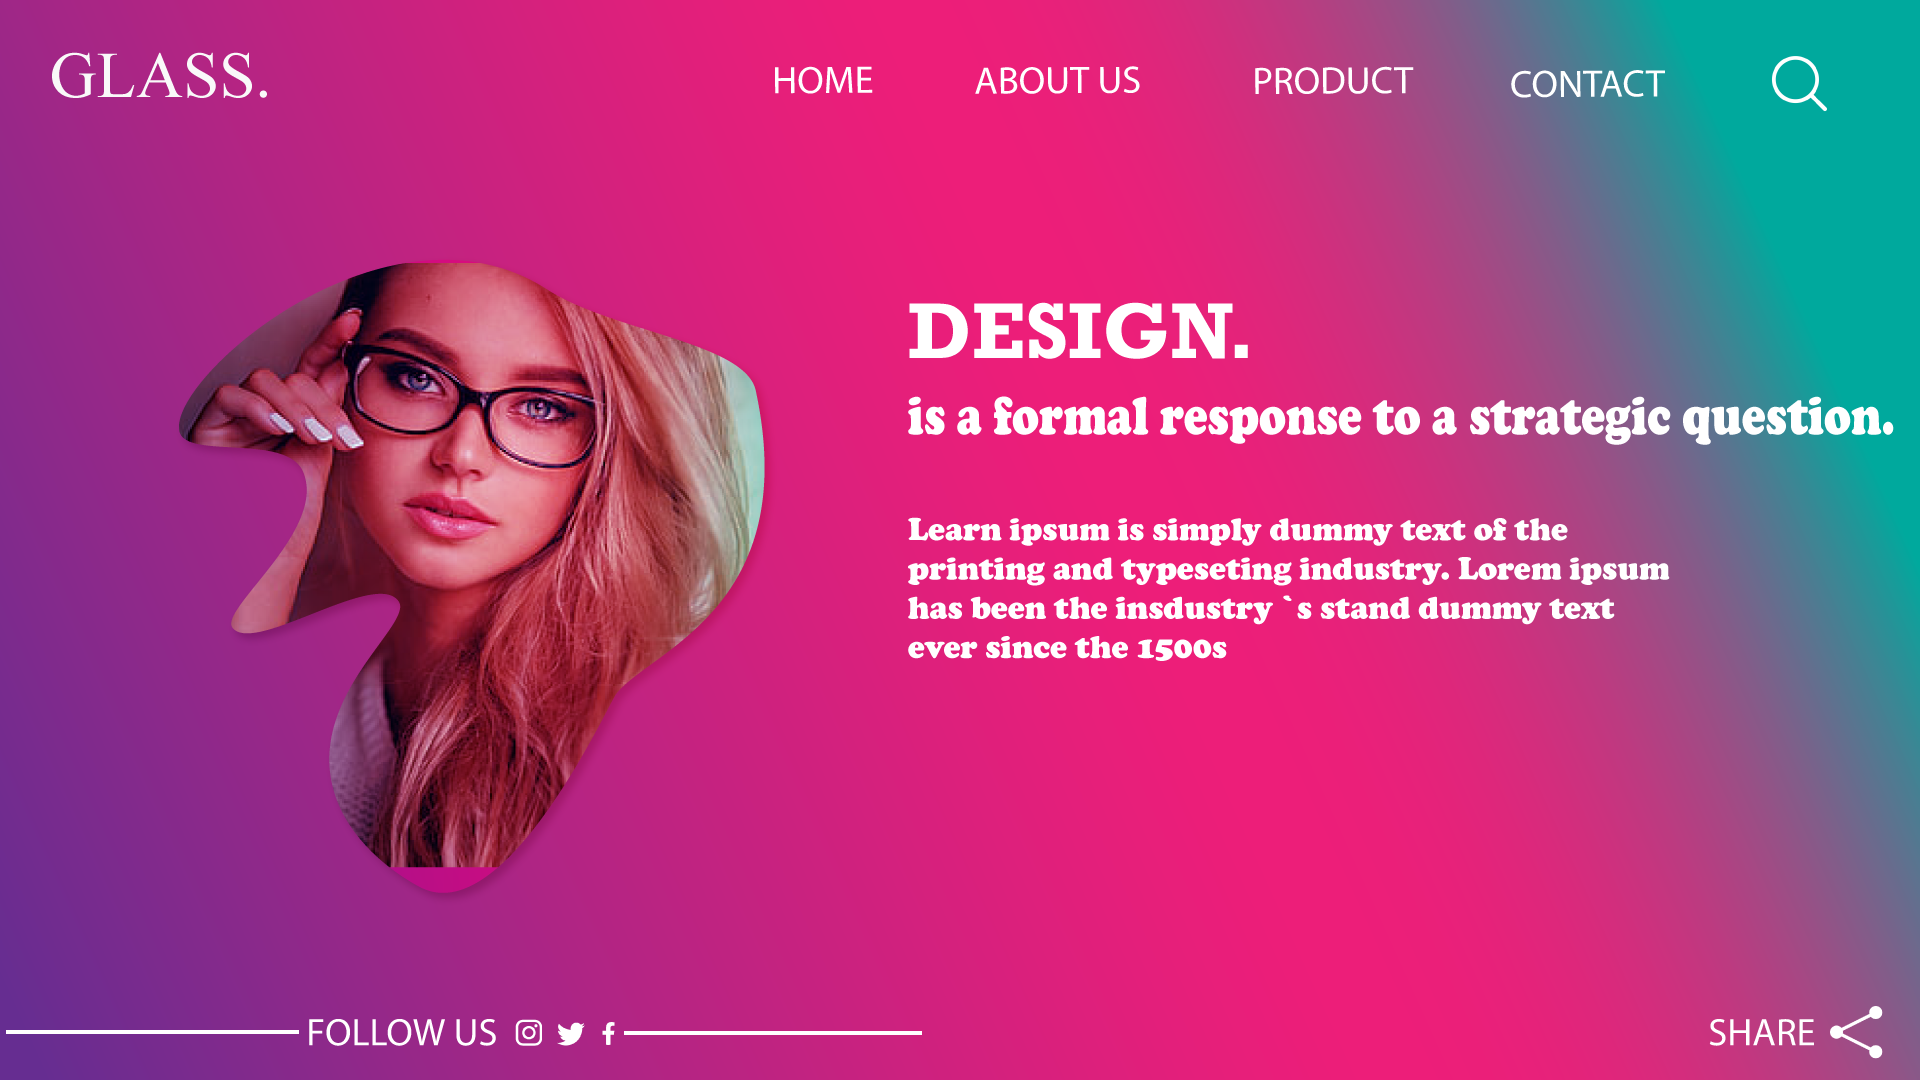 GLASS.
HOME
ABOUT US
PRODUCT
CONTACT
DESIGN.
is a formal response to a strategic question.
Learn ipsum is simply dummy text of the
printing and typeseting industry. Lorem ipsum
has been the insdustry `s stand dummy text
ever since the 1500s
FOLLOW US
SHARE